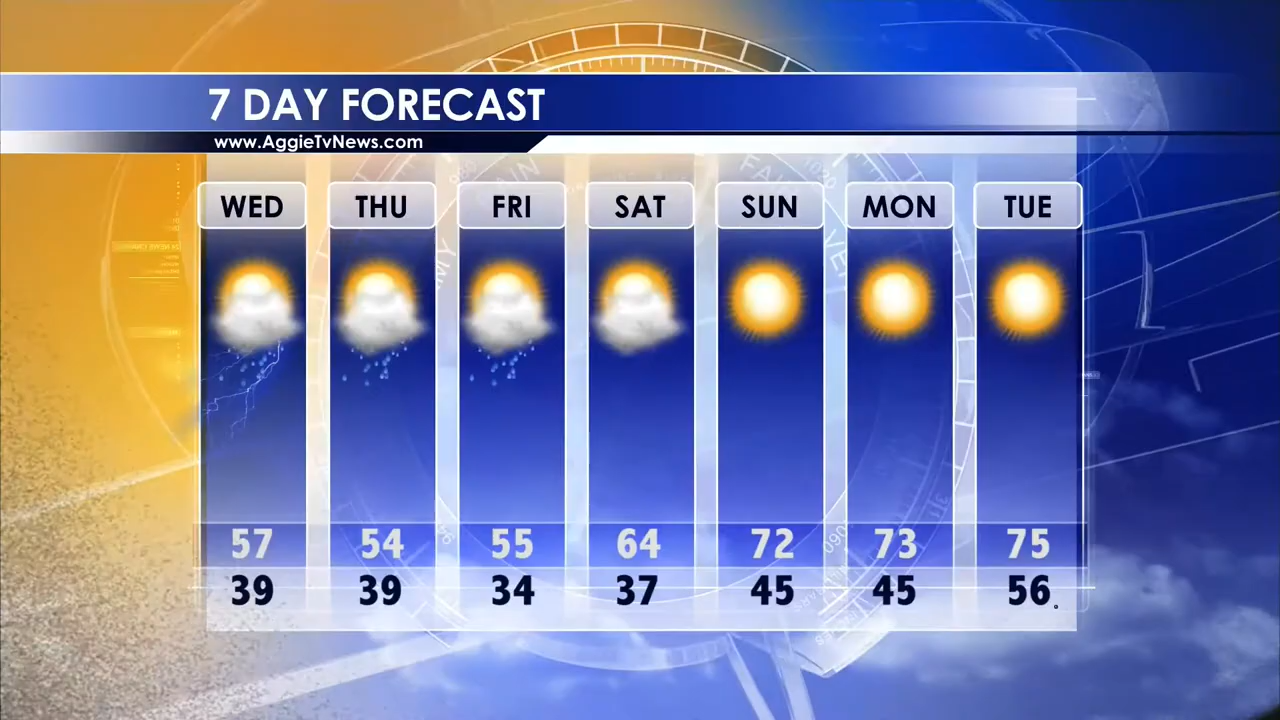 7 DAY FORECAST
www.AggieTvNews.com
WED THU FRI SAT SUN MON TUE
57 54 55 64 72 73 75
39 39 34 37 45 45 56